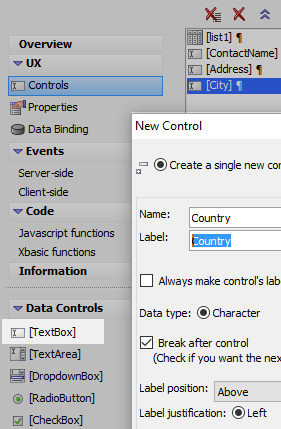 Overview
UX
Controls
Properties
Data Binding
Events
Server-side
Client-side
Code
Javascript functions
Xbasic functions
Information
Data Controls
[TextBox]
[TextArea]
[DropdownBox]
[RadioButton]
[CheckBox]
[list1] ¶
[ContactName]
[Address] ¶
[City] ¶
New Control
Create a single new con
Name: Country
Label: Country
Always make control's labe
Data type: Character
Break after control
(Check if you want the nex
Label position: Above
Label justification: Left